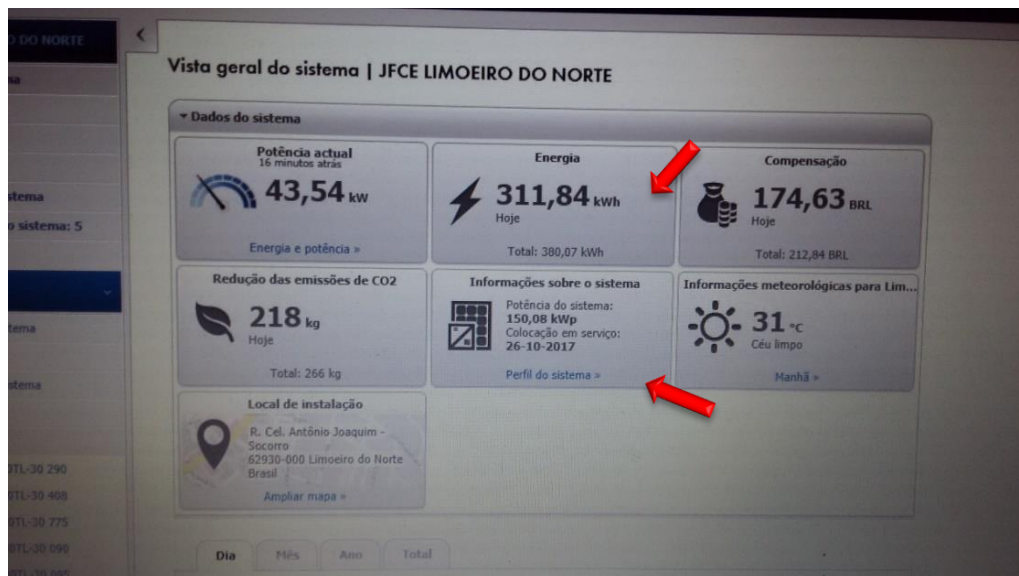 O DO NORTE
Vista geral do sistema | JFCE LIMOEIRO DO NORTE
Dados do sistema
Potência actual
16 minutos atrás
43,54 kW
Energia e potência »
Energia
311,84 kWh
Hoje
Total: 380,07 kWh
Compensação
174,63 BRL
Hoje
Total: 212,84 BRL
stema
o sistema: 5
Redução das emissões de CO2
218 kg
Hoje
Total: 266 kg
Informações sobre o sistema
Potência do sistema:
150,08 kWp
Colocação em serviço:
26-10-2017
Perfil do sistema »
Informações meteorológicas para Lim...
31 °C
Céu limpo
Manhã »
tema
stema
Local de instalação
R. Cel. Antônio Joaquim -
Socorro
62930-000 Limoeiro do Norte
Brasil
Ampliar mapa »
0TL-30 290
0TL-30 408
0TL-30 775
0TL-30 090
Dia
Mês
Ano
Total